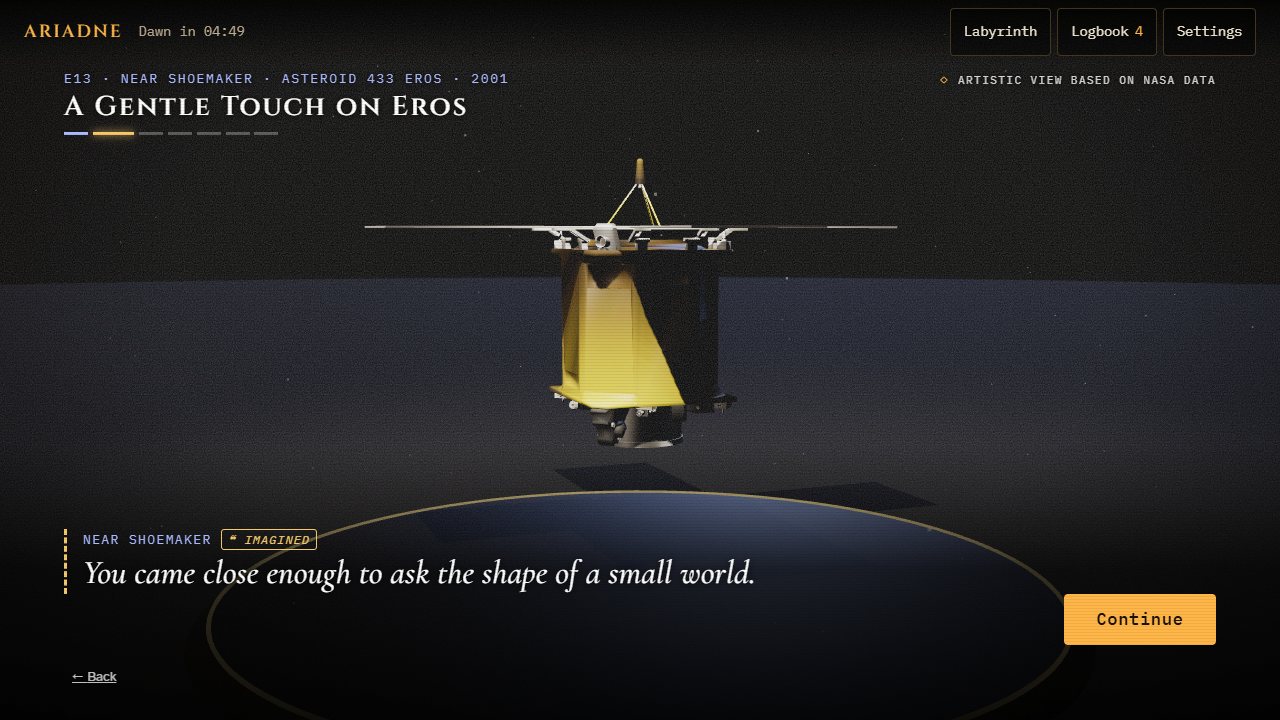 ARIADNE Dawn in 04:49 Labyrinth Logbook 4 Settings
E13 · NEAR SHOEMAKER · ASTEROID 433 EROS · 2001
◇ ARTISTIC VIEW BASED ON NASA DATA
A Gentle Touch on Eros
NEAR SHOEMAKER ❝ IMAGINED
You came close enough to ask the shape of a small world.
Continue
← Back